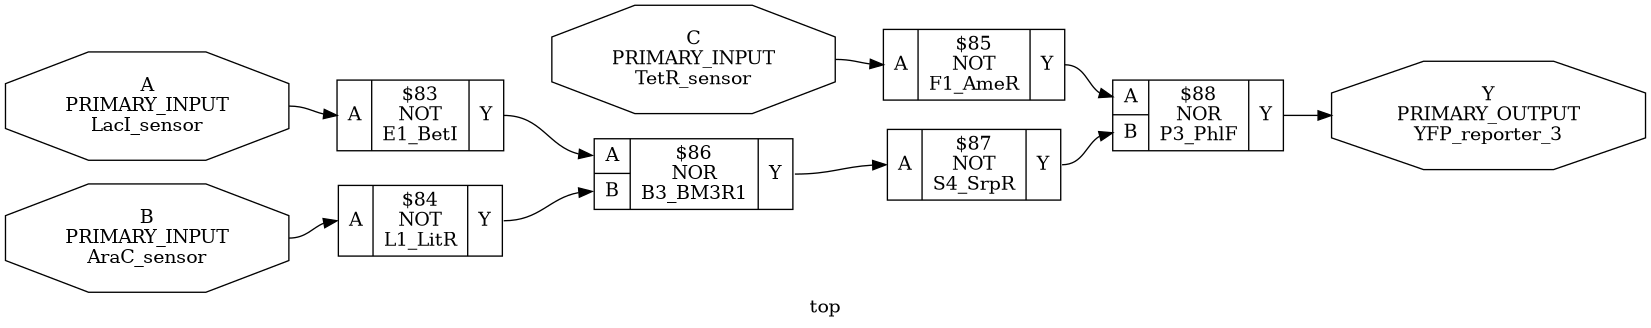 A
PRIMARY_INPUT
LacI_sensor
B
PRIMARY_INPUT
AraC_sensor
A
$83
NOT
E1_BetI
Y
A
$84
NOT
L1_LitR
Y
C
PRIMARY_INPUT
TetR_sensor
A
B
$86
NOR
B3_BM3R1
Y
A
$85
NOT
F1_AmeR
Y
A
$87
NOT
S4_SrpR
Y
A
B
$88
NOR
P3_PhlF
Y
Y
PRIMARY_OUTPUT
YFP_reporter_3
top